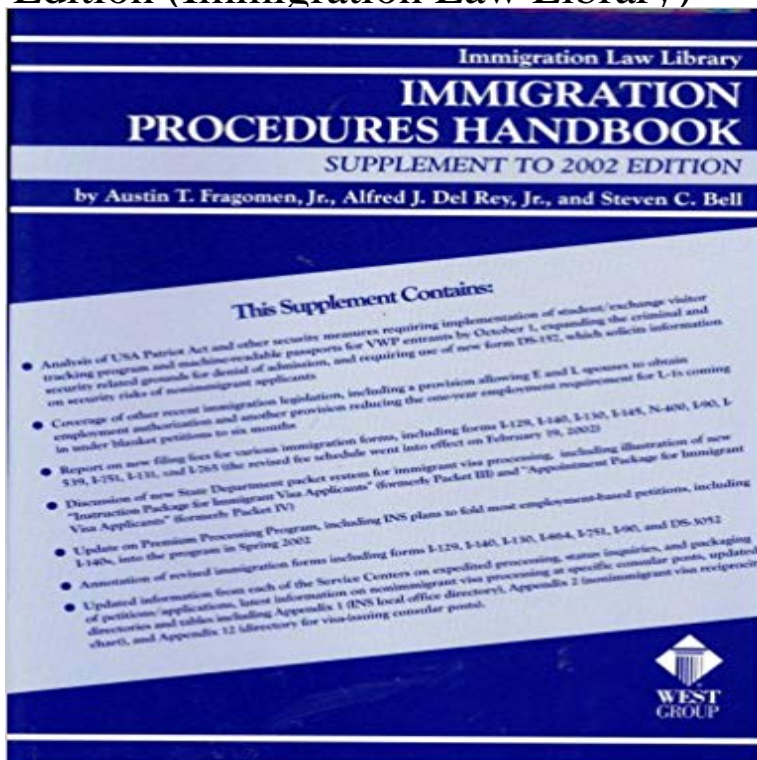 Edition (Immigration Law Library)
Immigration Law Library
IMMIGRATION
PROCEDURES HANDBOOK
SUPPLEMENT TO 2002 EDITION
by Austin T. Fragomen, Jr., Alfred J. Del Rey, Jr., and Steven C. Bell
This Supplement Contains:
Analysis of USA Patriot Act and other security measures requiring implementation of student/exchange visitor
tracking program and machine-readable passports for VWP entrants by October 1, expanding the criminal and
security related grounds for denial of admission, and requiring use of new form DS-157, which solicits information
on security risks of nonimmigrant applicants
Coverage of other recent immigration legislation, including a provision allowing E and L spouses to obtain
employment authorization and another provision reducing the one-year employment requirement for L-1s coming
in under blanket petitions to six months
Report on new filing fees for various immigration forms, including forms I-129, I-140, I-130, I-145, N-400, I-90, I-
539, I-751, I-131, and I-765 (the revised fee schedule went into effect on February 19, 2002)
Discussion of new State Department packet system for immigrant visa processing, including illustration of new
"Instruction Package for Immigrant Visa Applicants" (formerly Packet III) and "Appointment Package for Immigrant
Visa Applicants" (formerly Packet IV)
Update on Premium Processing Program, including INS plans to fold most employment-based petitions, including
I-140s, into the program in Spring 2002
Annotation of revised immigration forms including forms I-129, I-140, I-130, I-864, I-751, I-90, and DS-3052
Updated information from each of the Service Centers on expedited processing, status inquiries, and packaging
of petitions/applications, latest information on nonimmigrant visa processing at specific consular posts, updated
directories and tables including Appendix 1 (INS local office directory), Appendix 2 (nonimmigrant visa reciprocity
chart), and Appendix 12 (directory for visa-issuing consular posts).
WEST
GROUP